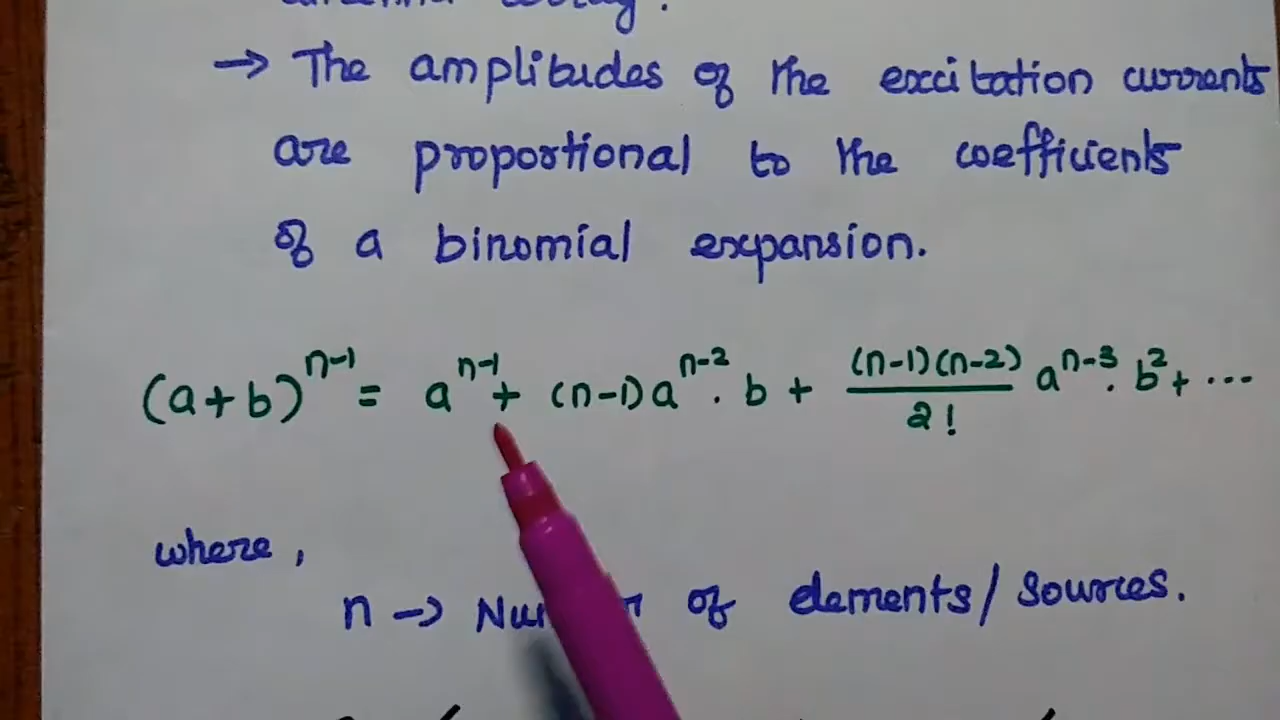 → The amplitudes of the excitation currents
are proportional to the coefficients
of a binomial expansion.
(a+b)^{n-1} = a^{n-1} + (n-1)a^{n-2} . b + \frac{(n-1)(n-2)}{2!} a^{n-3} . b^2 + ...
where,
n → of elements/sources.